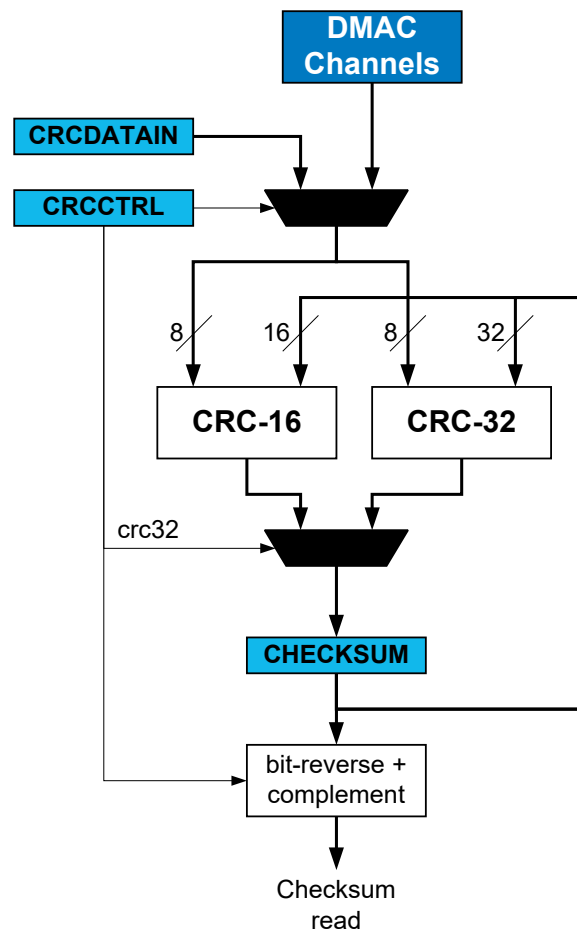 DMAC
Channels
CRCDATAIN
CRCCTRL
8
16
8
32
CRC-16
CRC-32
crc32
CHECKSUM
bit-reverse +
complement
Checksum
read